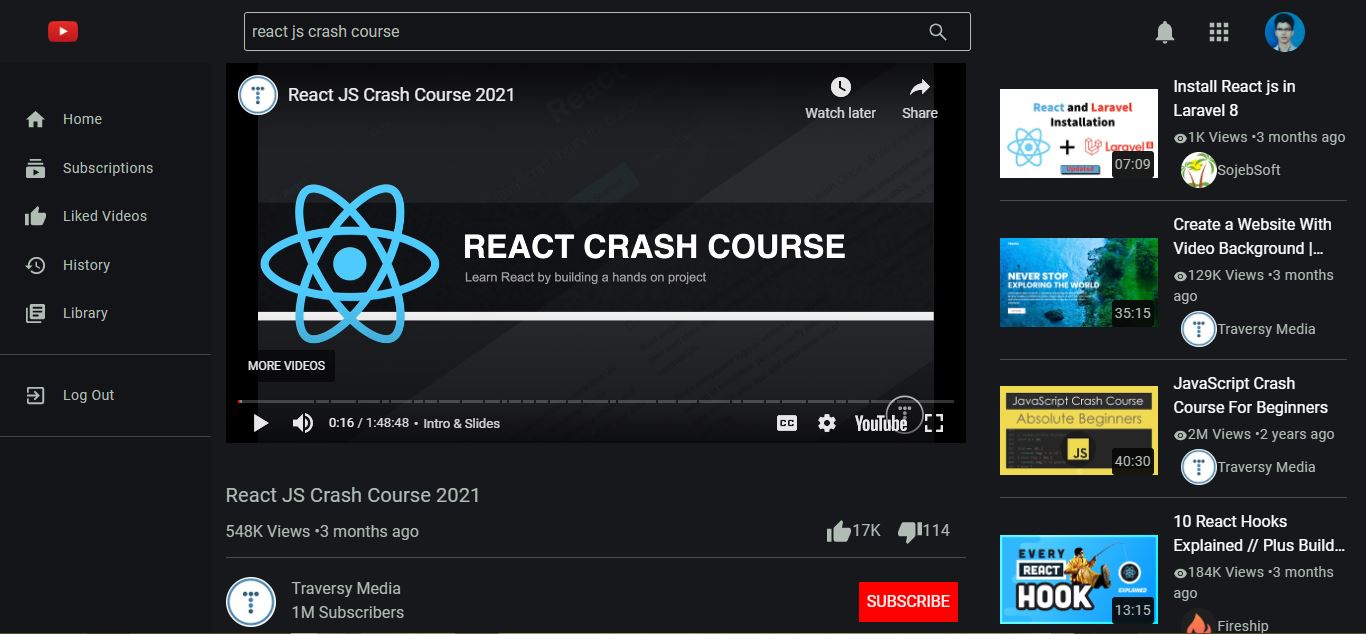 react js crash course
Home
Subscriptions
Liked Videos
History
Library
Log Out
React JS Crash Course 2021
Watch later
Share
REACT CRASH COURSE
Learn React by building a hands on project
MORE VIDEOS
0:16 / 1:48:48 • Intro & Slides
CC
YouTube
React JS Crash Course 2021
548K Views •3 months ago
17K
114
Traversy Media
1M Subscribers
SUBSCRIBE
React and Laravel
Installation
+
Laravel 8
Updated
07:09
Install React js in
Laravel 8
1K Views •3 months ago
SojebSoft
NEVER STOP
EXPLORING THE WORLD
35:15
Create a Website With
Video Background |...
129K Views •3 months
ago
Traversy Media
JavaScript Crash Course
Absolute Beginners
JS
40:30
JavaScript Crash
Course For Beginners
2M Views •2 years ago
Traversy Media
EVERY
REACT
HOOK
EXPLAINED
13:15
10 React Hooks
Explained // Plus Build...
184K Views •3 months
ago
Fireship